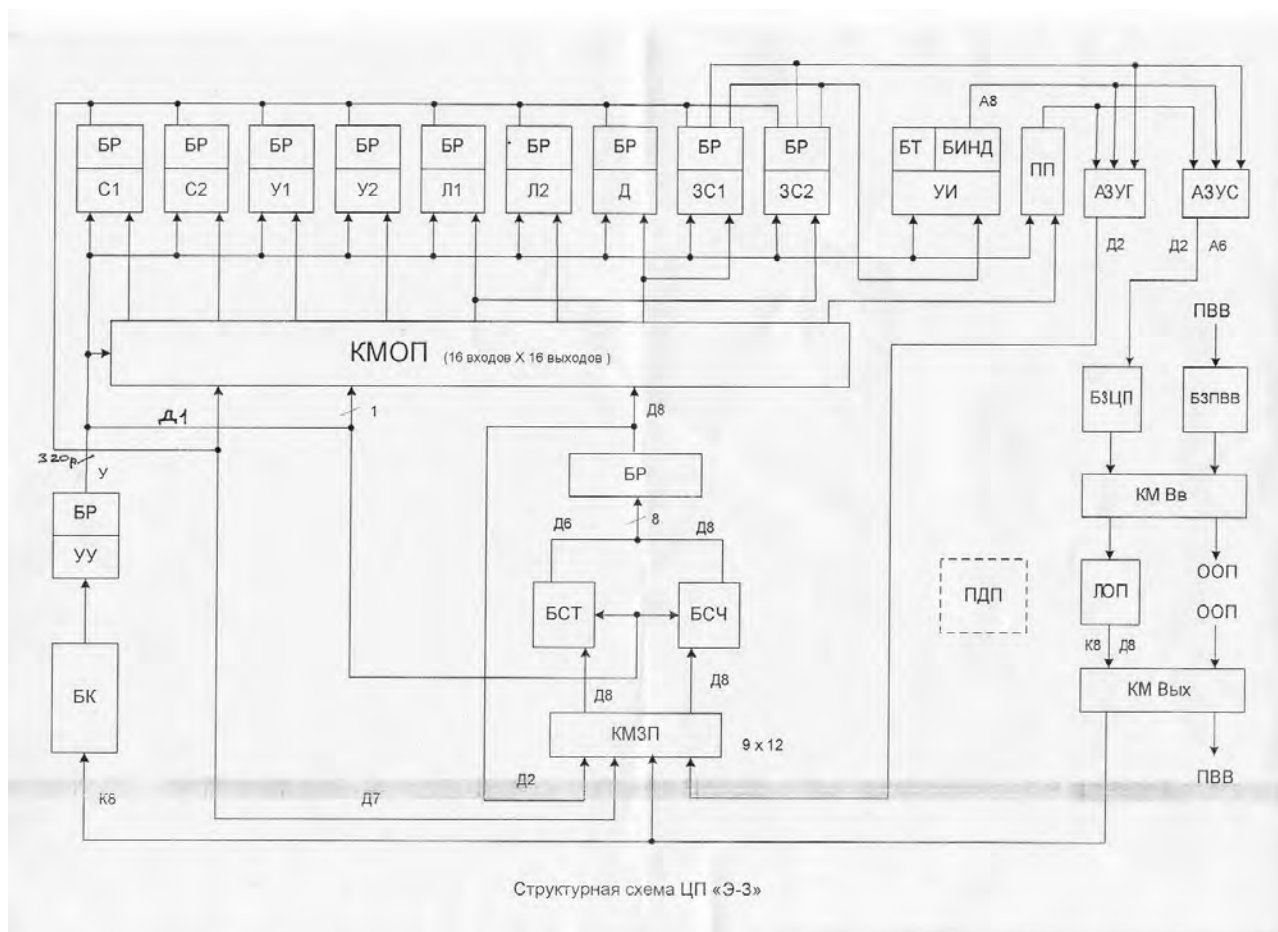 А8
БР БР БР БР БР БР БР БР БР БТ БИНД ПП
С1 С2 У1 У2 Л1 Л2 Д ЗС1 ЗС2 УИ АЗУГ АЗУС
Д2 Д2 А6
ПВВ
КМОП (16 входов X 16 выходов )
БЗЦП БЗПВВ
Д1 1 Д8
320р У
БР
КМ Вв
БР
УУ
Д6 8 Д8
ПДП ЛОП ООП
БСТ БСЧ
ООП
К8 Д8
БК
Д8 Д8
КМ Вых
КМЗП 9 x 12
Д2
ПВВ
К6 Д7
Структурная схема ЦП «Э-3»